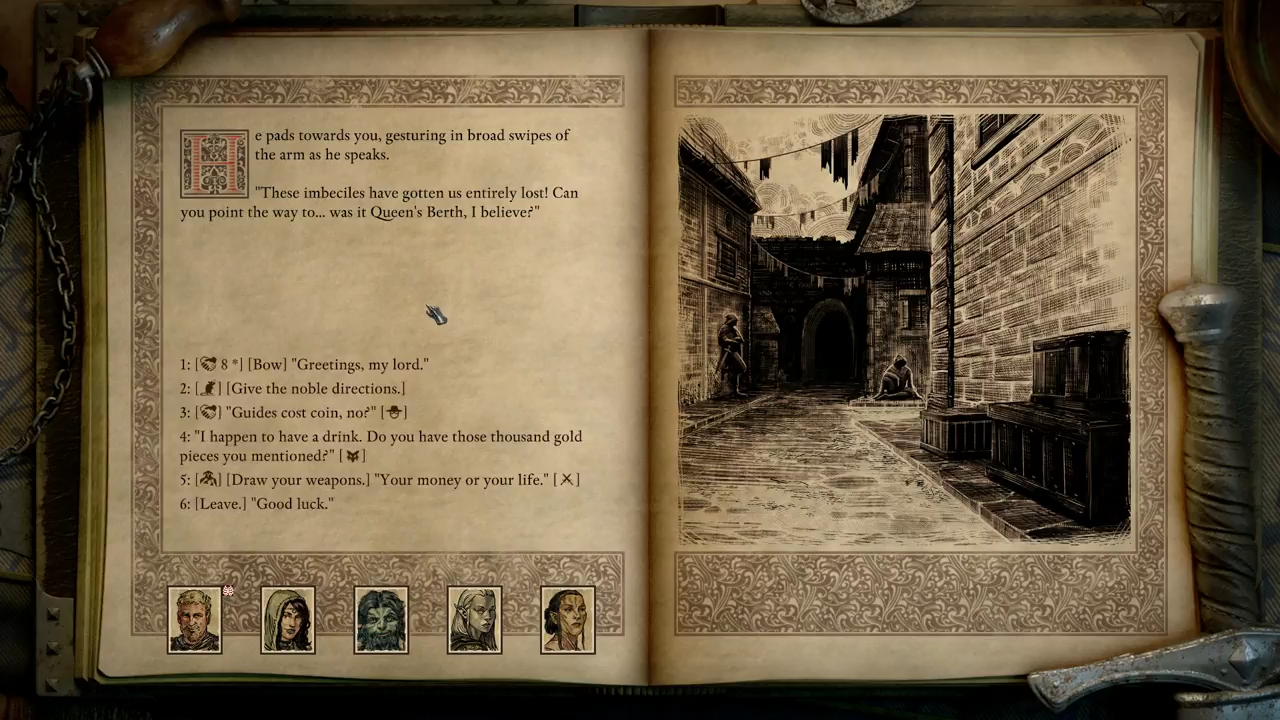 He pads towards you, gesturing in broad swipes of
the arm as he speaks.
"These imbeciles have gotten us entirely lost! Can
you point the way to... was it Queen's Berth, I believe?"
1: [8 *] [Bow] "Greetings, my lord."
2: [] [Give the noble directions.]
3: [] "Guides cost coin, no?" []
4: "I happen to have a drink. Do you have those thousand gold
pieces you mentioned?" []
5: [] [Draw your weapons.] "Your money or your life." []
6: [Leave.] "Good luck."